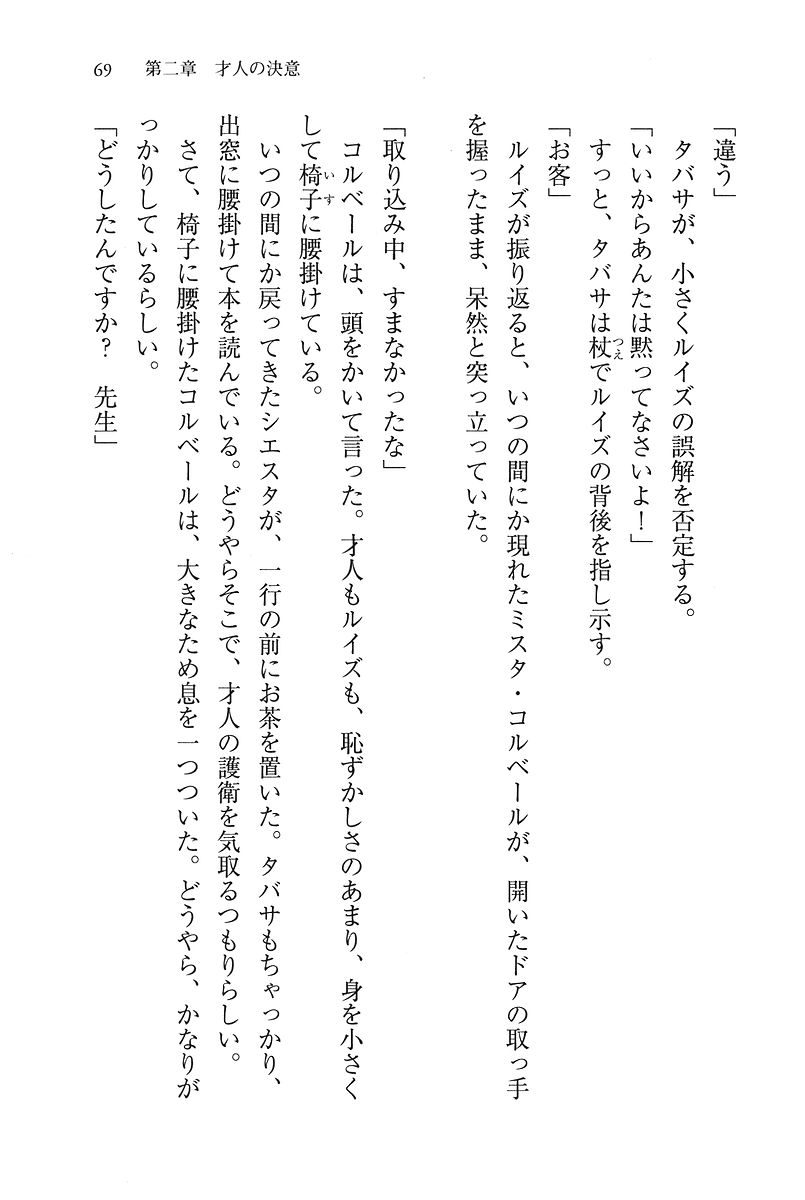 69 第二章 才人の決意
「違う」
　タバサが、小さくルイズの誤解を否定する。
「いいからあんたは黙ってなさいよ！」
　すっと、タバサは杖でルイズの背後を指し示す。
「お客」
　ルイズが振り返ると、いつの間にか現れたミスタ・コルベールが、開いたドアの取っ手
を握ったまま、呆然と突っ立っていた。
「取り込み中、すまなかったな」
　コルベールは、頭をかいて言った。才人もルイズも、恥ずかしさのあまり、身を小さく
して椅子に腰掛けている。
　いつの間にか戻ってきたシエスタが、一行の前にお茶を置いた。タバサもちゃっかり、
出窓に腰掛けて本を読んでいる。どうやらそこで、才人の護衛を気取るつもりらしい。
　さて、椅子に腰掛けたコルベールは、大きなため息を一つついた。どうやら、かなりが
っかりしているらしい。
「どうしたんですか？　先生」